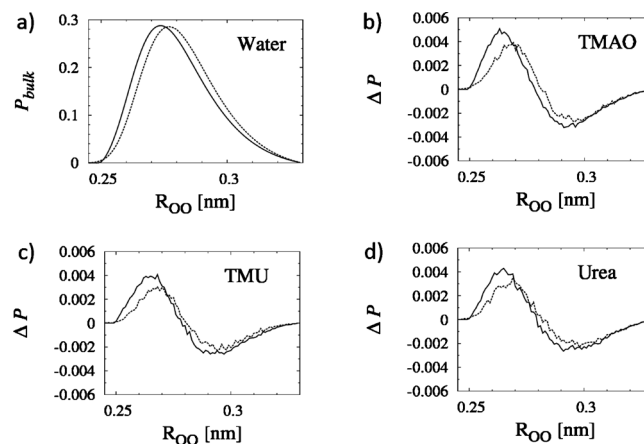 a)
Water
P_bulk
0.3
0.2
0.1
0
0.25
0.3
R_OO [nm]
b)
TMAO
Δ P
0.006
0.004
0.002
0
-0.002
-0.004
-0.006
0.25
0.3
R_OO [nm]
c)
TMU
Δ P
0.006
0.004
0.002
0
-0.002
-0.004
-0.006
0.25
0.3
R_OO [nm]
d)
Urea
Δ P
0.006
0.004
0.002
0
-0.002
-0.004
-0.006
0.25
0.3
R_OO [nm]